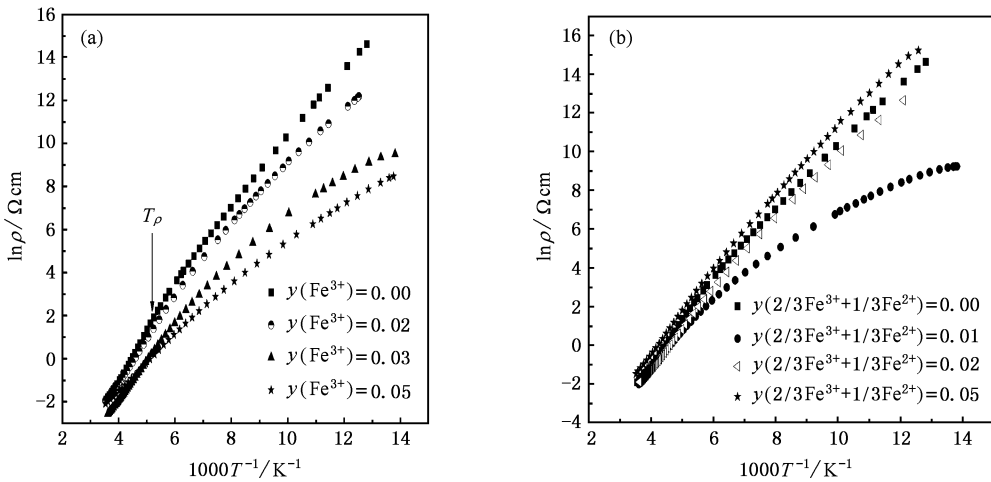 (a)
16
14
12
10
8
6
4
2
0
−2
lnρ/Ω cm
Tρ
y(Fe³⁺)=0.00
y(Fe³⁺)=0.02
y(Fe³⁺)=0.03
y(Fe³⁺)=0.05
2 4 6 8 10 12 14
1000T⁻¹/K⁻¹
(b)
16
14
12
10
8
6
4
2
0
−2
−4
lnρ/Ω cm
y(2/3Fe³⁺+1/3Fe²⁺)=0.00
y(2/3Fe³⁺+1/3Fe²⁺)=0.01
y(2/3Fe³⁺+1/3Fe²⁺)=0.02
y(2/3Fe³⁺+1/3Fe²⁺)=0.05
2 4 6 8 10 12 14
1000T⁻¹/K⁻¹